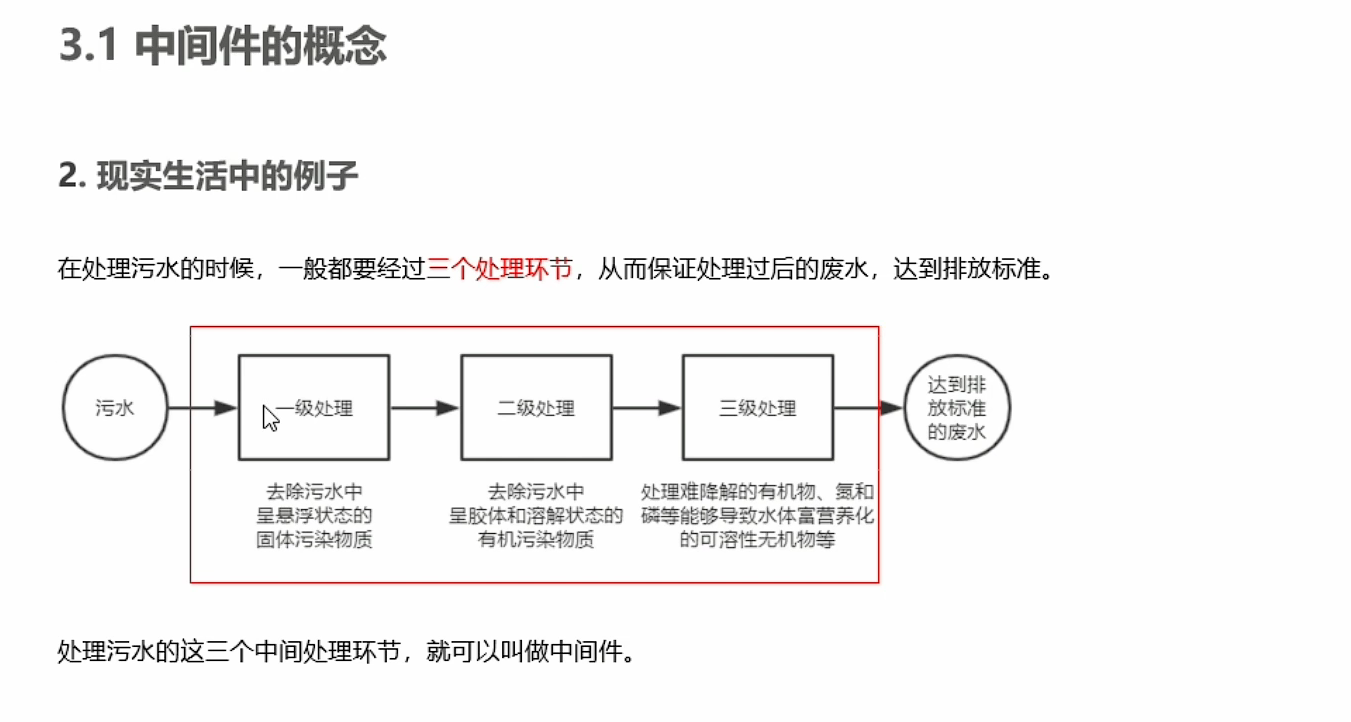 3.1 中间件的概念
2. 现实生活中的例子
在处理污水的时候，一般都要经过三个处理环节，从而保证处理过后的废水，达到排放标准。
污水
一级处理
二级处理
三级处理
达到排
放标准
的废水
去除污水中
呈悬浮状态的
固体污染物质
去除污水中
呈胶体和溶解状态的
有机污染物质
处理难降解的有机物、氮和
磷等能够导致水体富营养化
的可溶性无机物等
处理污水的这三个中间处理环节，就可以叫做中间件。